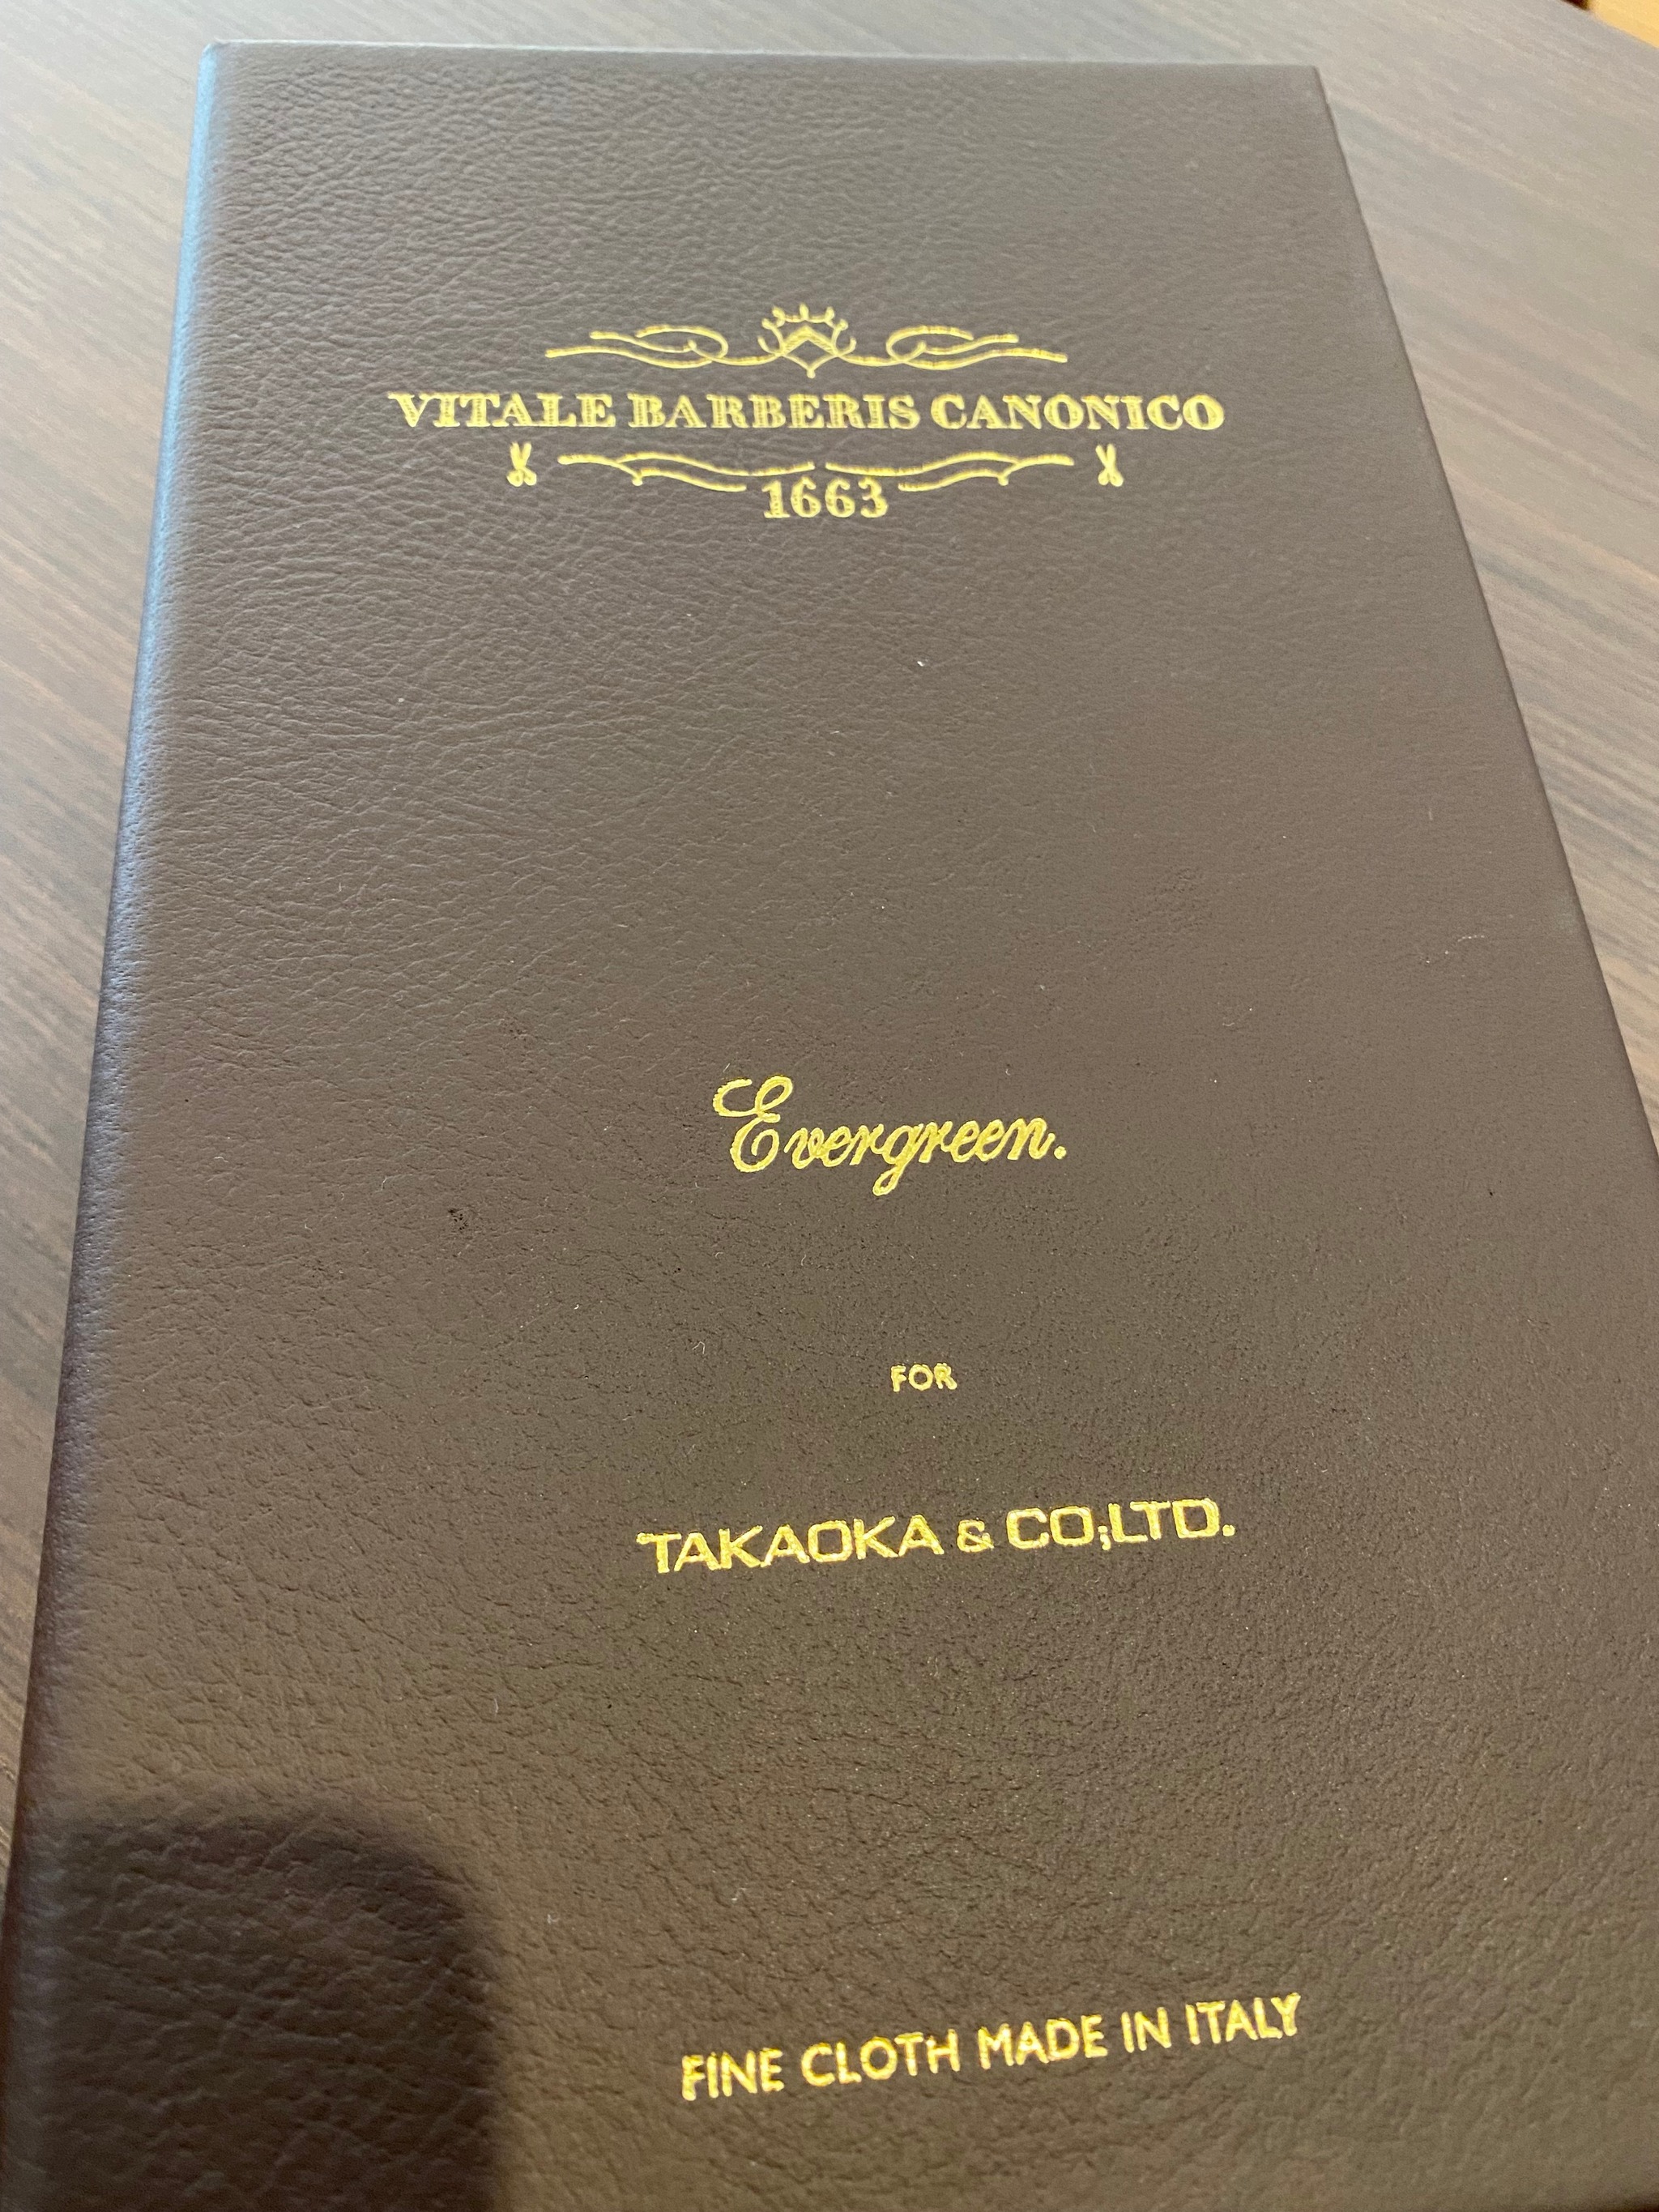 VITALE BARBERIS CANONICO
1663
Evergreen.
FOR
TAKAOKA & CO;LTD.
FINE CLOTH MADE IN ITALY